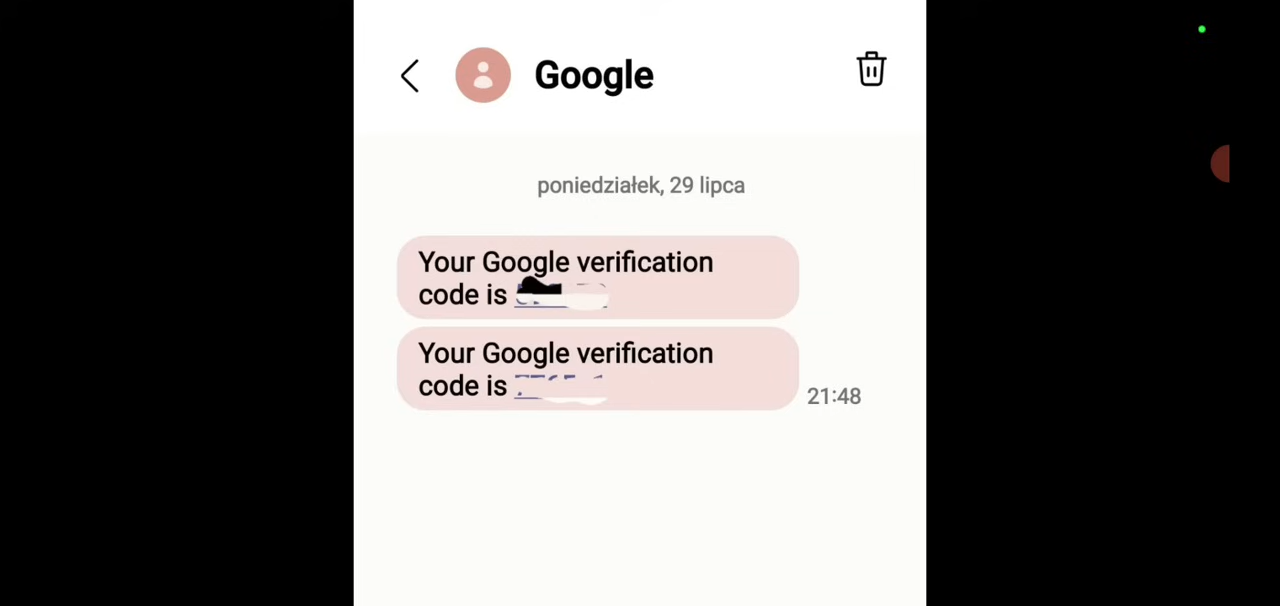 Google
poniedziałek, 29 lipca
Your Google verification
code is
Your Google verification
code is
21:48